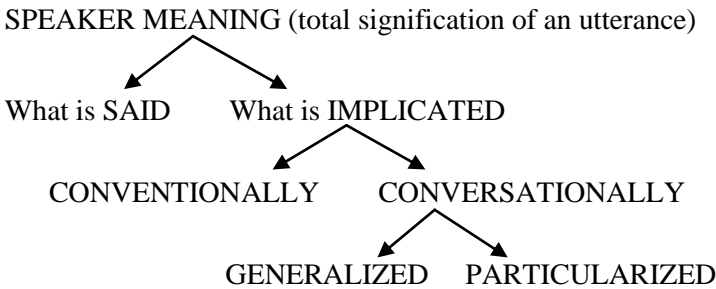 SPEAKER MEANING (total signification of an utterance)
What is SAID What is IMPLICATED
CONVENTIONALLY CONVERSATIONALLY
GENERALIZED PARTICULARIZED